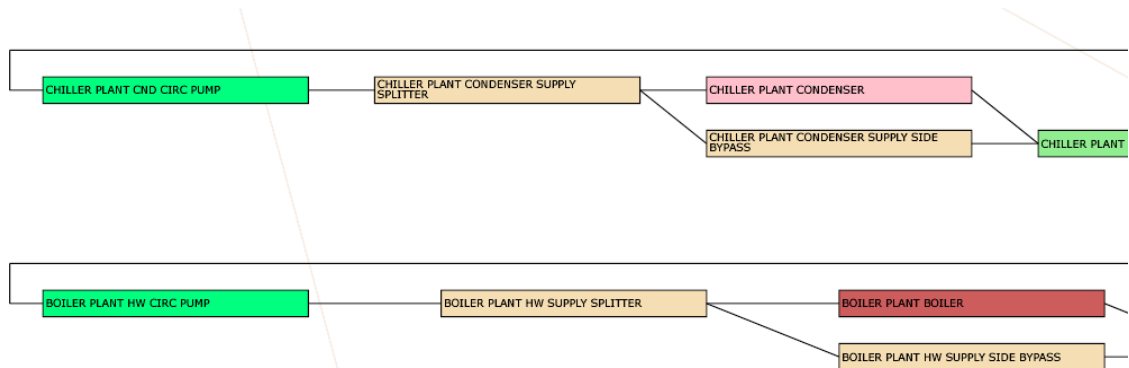 CHILLER PLANT CND CIRC PUMP
CHILLER PLANT CONDENSER SUPPLY
SPLITTER
CHILLER PLANT CONDENSER
CHILLER PLANT CONDENSER SUPPLY SIDE
BYPASS
CHILLER PLANT
BOILER PLANT HW CIRC PUMP
BOILER PLANT HW SUPPLY SPLITTER
BOILER PLANT BOILER
BOILER PLANT HW SUPPLY SIDE BYPASS